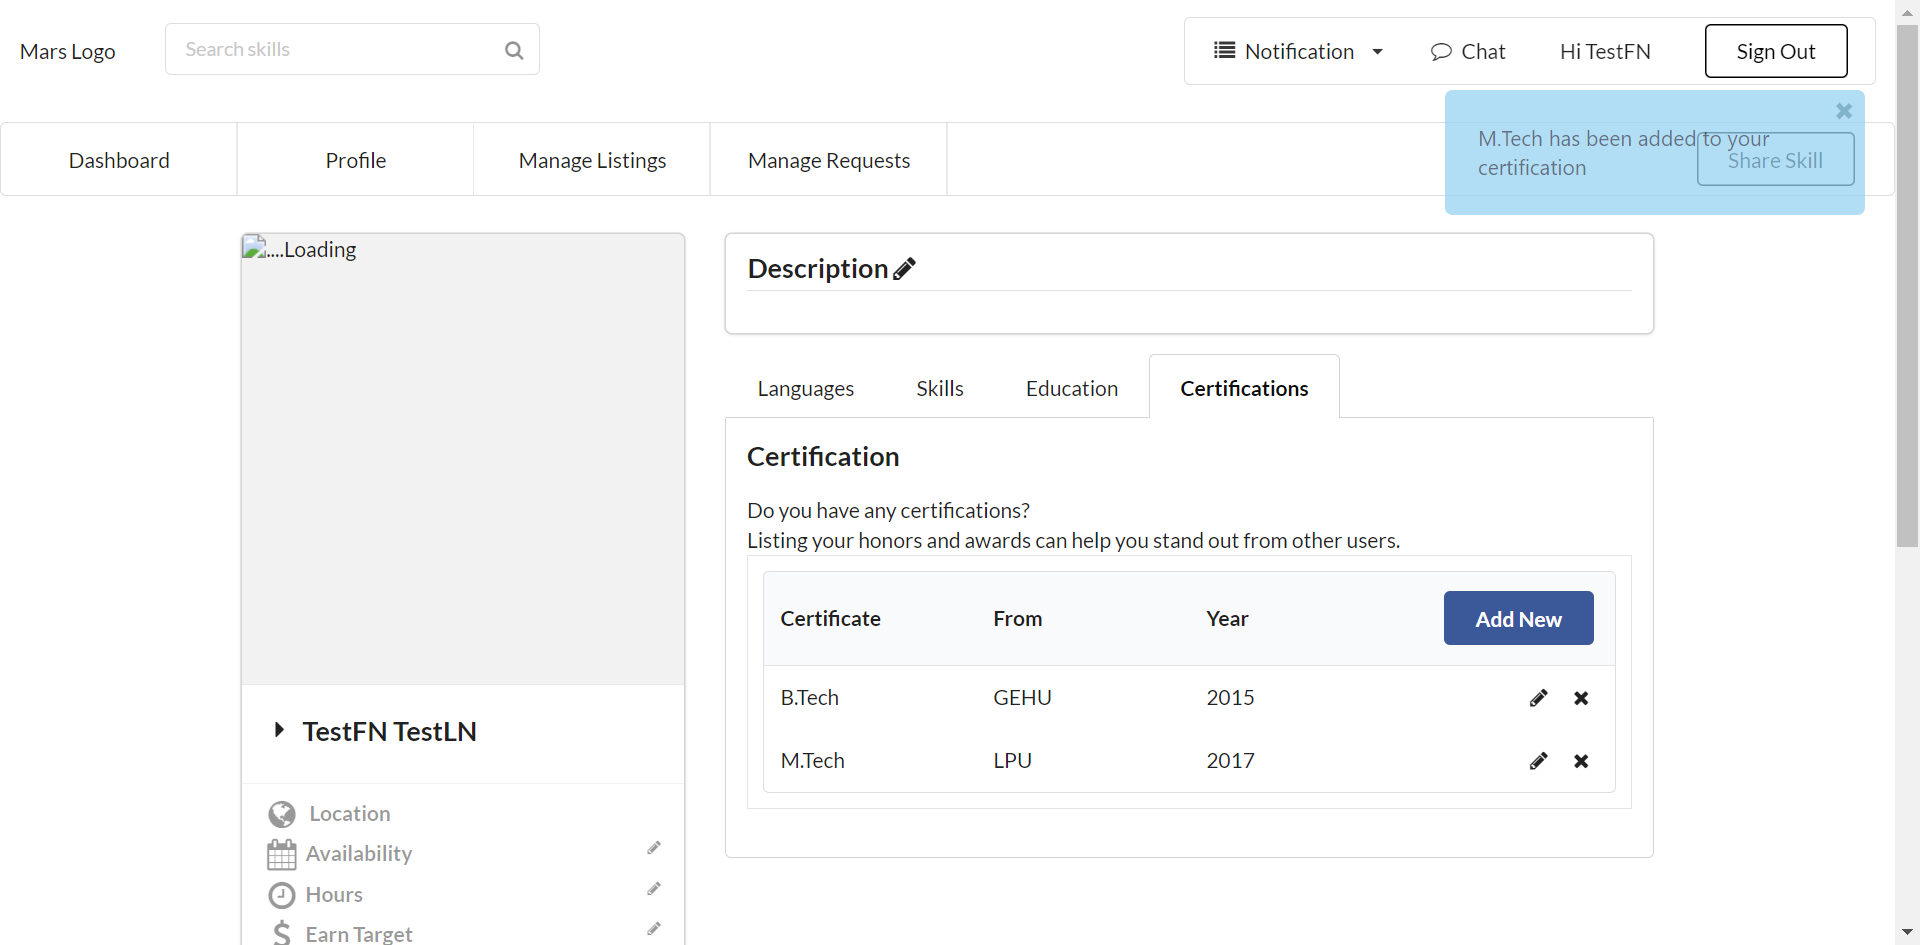 Mars Logo
Search skills
Notification
Chat
Hi TestFN
Sign Out
Dashboard
Profile
Manage Listings
Manage Requests
Share Skill
M.Tech has been added to your
certification
....Loading
TestFN TestLN
Location
Availability
Hours
Earn Target
Description
Languages
Skills
Education
Certifications
Certification
Do you have any certifications?
Listing your honors and awards can help you stand out from other users.
Certificate From Year Add New
B.Tech GEHU 2015
M.Tech LPU 2017